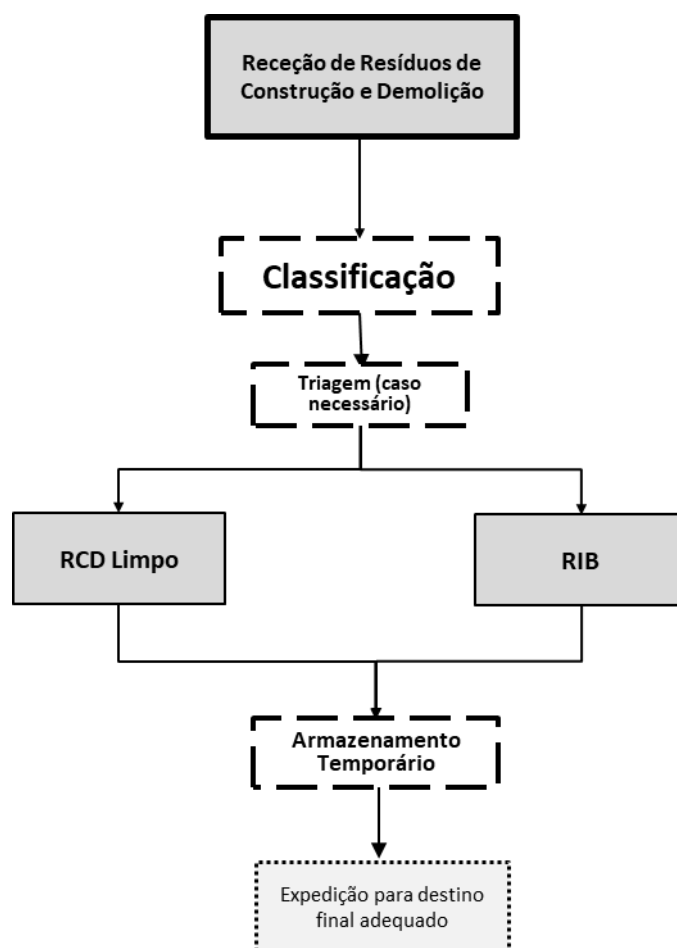 Receção de Resíduos de
Construção e Demolição
Classificação
Triagem (caso
necessário)
RCD Limpo
RIB
Armazenamento
Temporário
Expedição para destino
final adequado